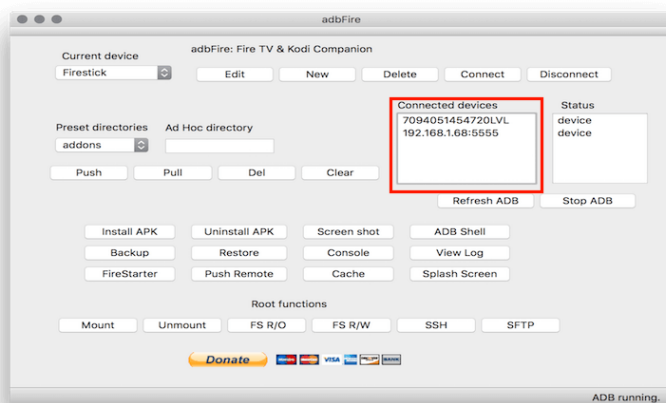 adbFire
Current device
adbFire: Fire TV & Kodi Companion
Firestick
Edit
New
Delete
Connect
Disconnect
Connected devices
Status
7094051454720LVL
device
192.168.1.68:5555
device
Preset directories
Ad Hoc directory
addons
Push
Pull
Del
Clear
Refresh ADB
Stop ADB
Install APK
Uninstall APK
Screen shot
ADB Shell
Backup
Restore
Console
View Log
FireStarter
Push Remote
Cache
Splash Screen
Root functions
Mount
Unmount
FS R/O
FS R/W
SSH
SFTP
Donate
VISA
ADB running.